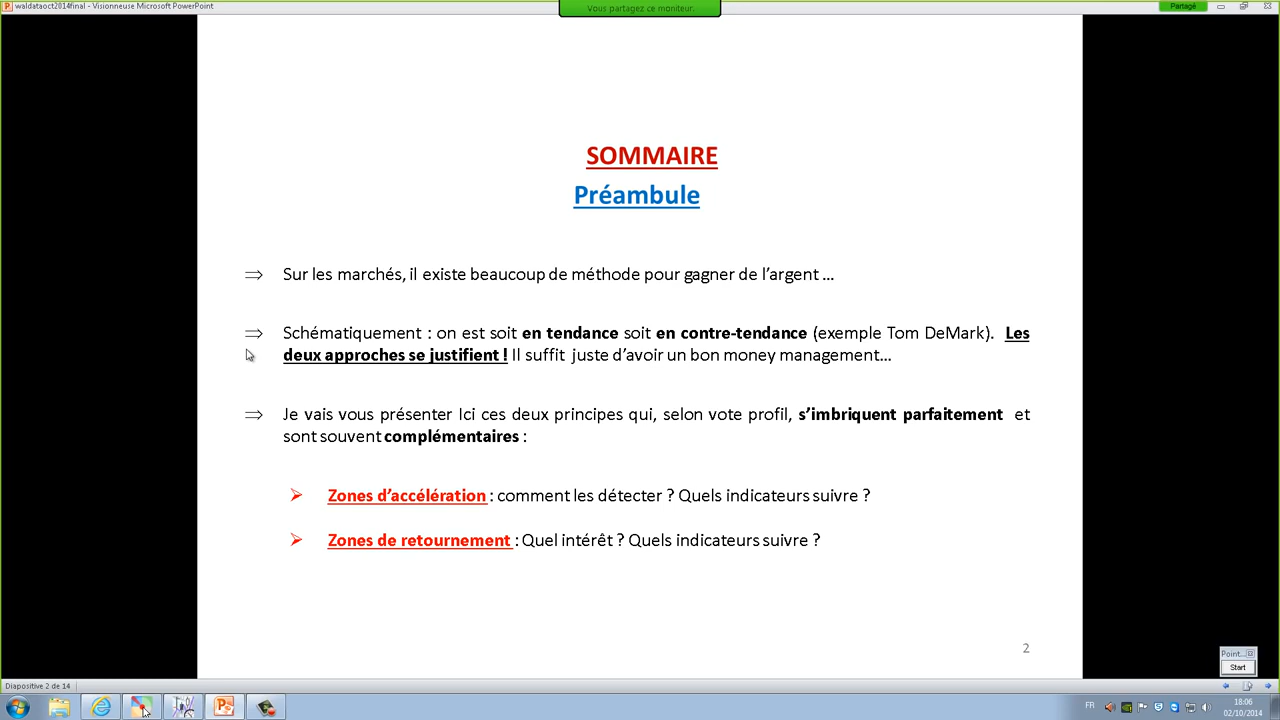 waldataoct2014final - Visionneuse Microsoft PowerPoint
Vous partagez ce moniteur.
Partagé
SOMMAIRE
Préambule
⇒ Sur les marchés, il existe beaucoup de méthode pour gagner de l’argent ...
⇒ Schématiquement : on est soit en tendance soit en contre-tendance (exemple Tom DeMark). Les
deux approches se justifient ! Il suffit juste d’avoir un bon money management...
⇒ Je vais vous présenter Ici ces deux principes qui, selon vote profil, s’imbriquent parfaitement et
sont souvent complémentaires :
➢ Zones d’accélération : comment les détecter ? Quels indicateurs suivre ?
➢ Zones de retournement : Quel intérêt ? Quels indicateurs suivre ?
2
Point...
Start
Diapositive 2 de 14
FR
18:06
02/10/2014